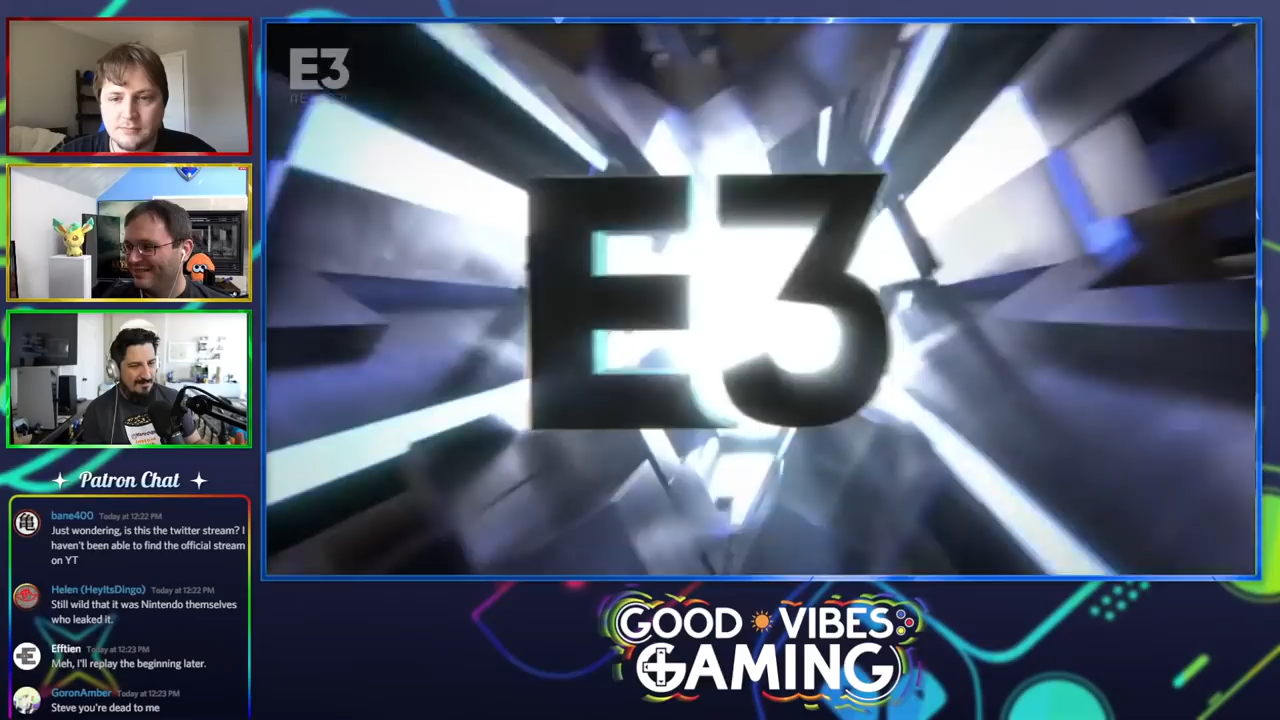 E3
E3
Patron Chat
bane400 Today at 12:22 PM
Just wondering, is this the twitter stream? I
haven't been able to find the official stream
on YT
Helen (HeyItsDingo) Today at 12:22 PM
Still wild that it was Nintendo themselves
who leaked it.
Efftien Today at 12:23 PM
Meh, I'll replay the beginning later.
GoronAmber Today at 12:23 PM
Steve you're dead to me
GOOD VIBES
GAMING